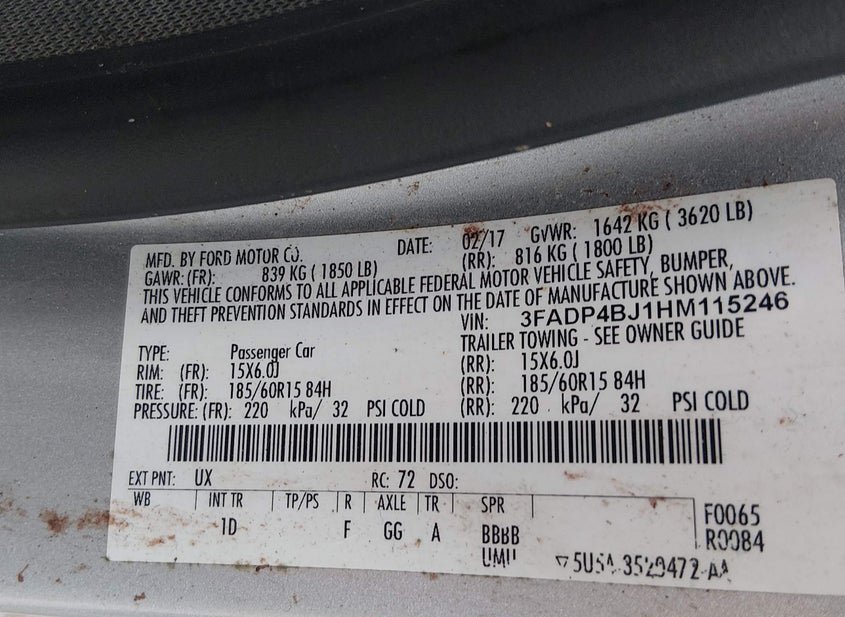 MFD. BY FORD MOTOR CO. DATE: 02/17 GVWR: 1642 KG ( 3620 LB)
GAWR: (FR): 839 KG ( 1850 LB) (RR): 816 KG ( 1800 LB)
THIS VEHICLE CONFORMS TO ALL APPLICABLE FEDERAL MOTOR VEHICLE SAFETY, BUMPER,
AND THEFT PREVENTION STANDARDS IN EFFECT ON THE DATE OF MANUFACTURE SHOWN ABOVE.
VIN: 3FADP4BJ1HM115246
TYPE: Passenger Car TRAILER TOWING - SEE OWNER GUIDE
RIM: (FR): 15X6.0J (RR): 15X6.0J
TIRE: (FR): 185/60R15 84H (RR): 185/60R15 84H
PRESSURE: (FR): 220 kPa/ 32 PSI COLD (RR): 220 kPa/ 32 PSI COLD
EXT PNT: UX RC: 72 DSO:
WB INT TR TP/PS R AXLE TR SPR
1D F GG A BBBB
F0065
R0084